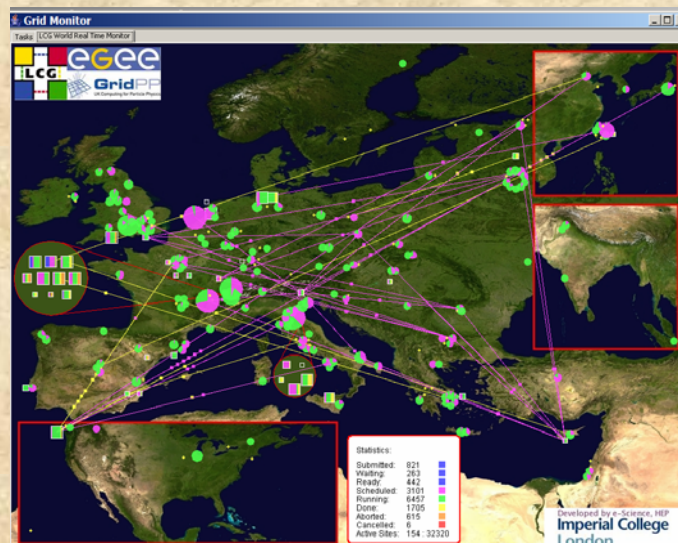 Grid Monitor
Tasks LCG World Real Time Monitor
LCG
egee
GridPP
UK Computing for Particle Physics
Statistics:
Submitted: 821
Waiting: 263
Ready: 442
Scheduled: 3101
Running: 6457
Done: 1705
Aborted: 615
Cancelled: 6
Active Sites: 154 : 32320
Developed by e-Science, HEP
Imperial College
London